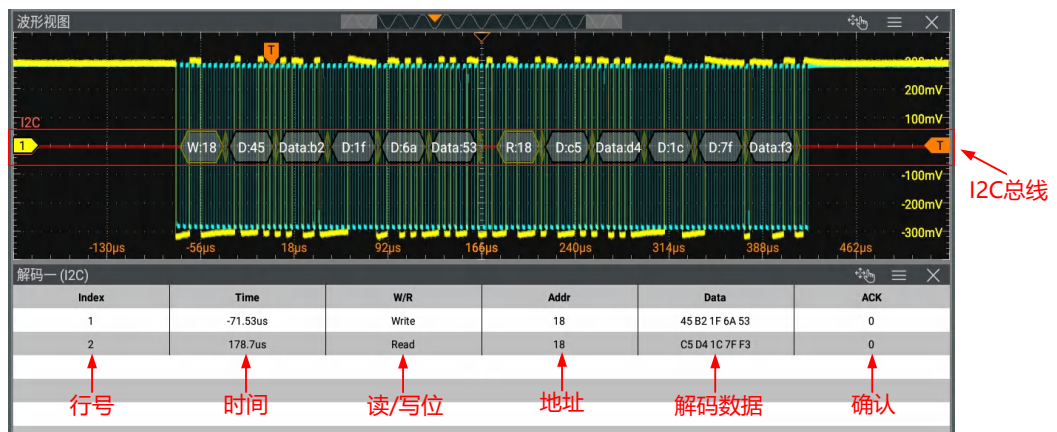 波形视图
T
200mV
I2C
100mV
1
W:18 D:45 Data:b2 D:1f D:6a Data:53 R:18 D:c5 Data:d4 D:1c D:7f Data:f3
T
-100mV
I2C总线
-200mV
-300mV
-130μs -56μs 18μs 92μs 166μs 240μs 314μs 388μs 462μs
解码一 (I2C)
Index Time W/R Addr Data ACK
1 -71.53us Write 18 45 B2 1F 6A 53 0
2 178.7us Read 18 C5 D4 1C 7F F3 0
行号 时间 读/写位 地址 解码数据 确认